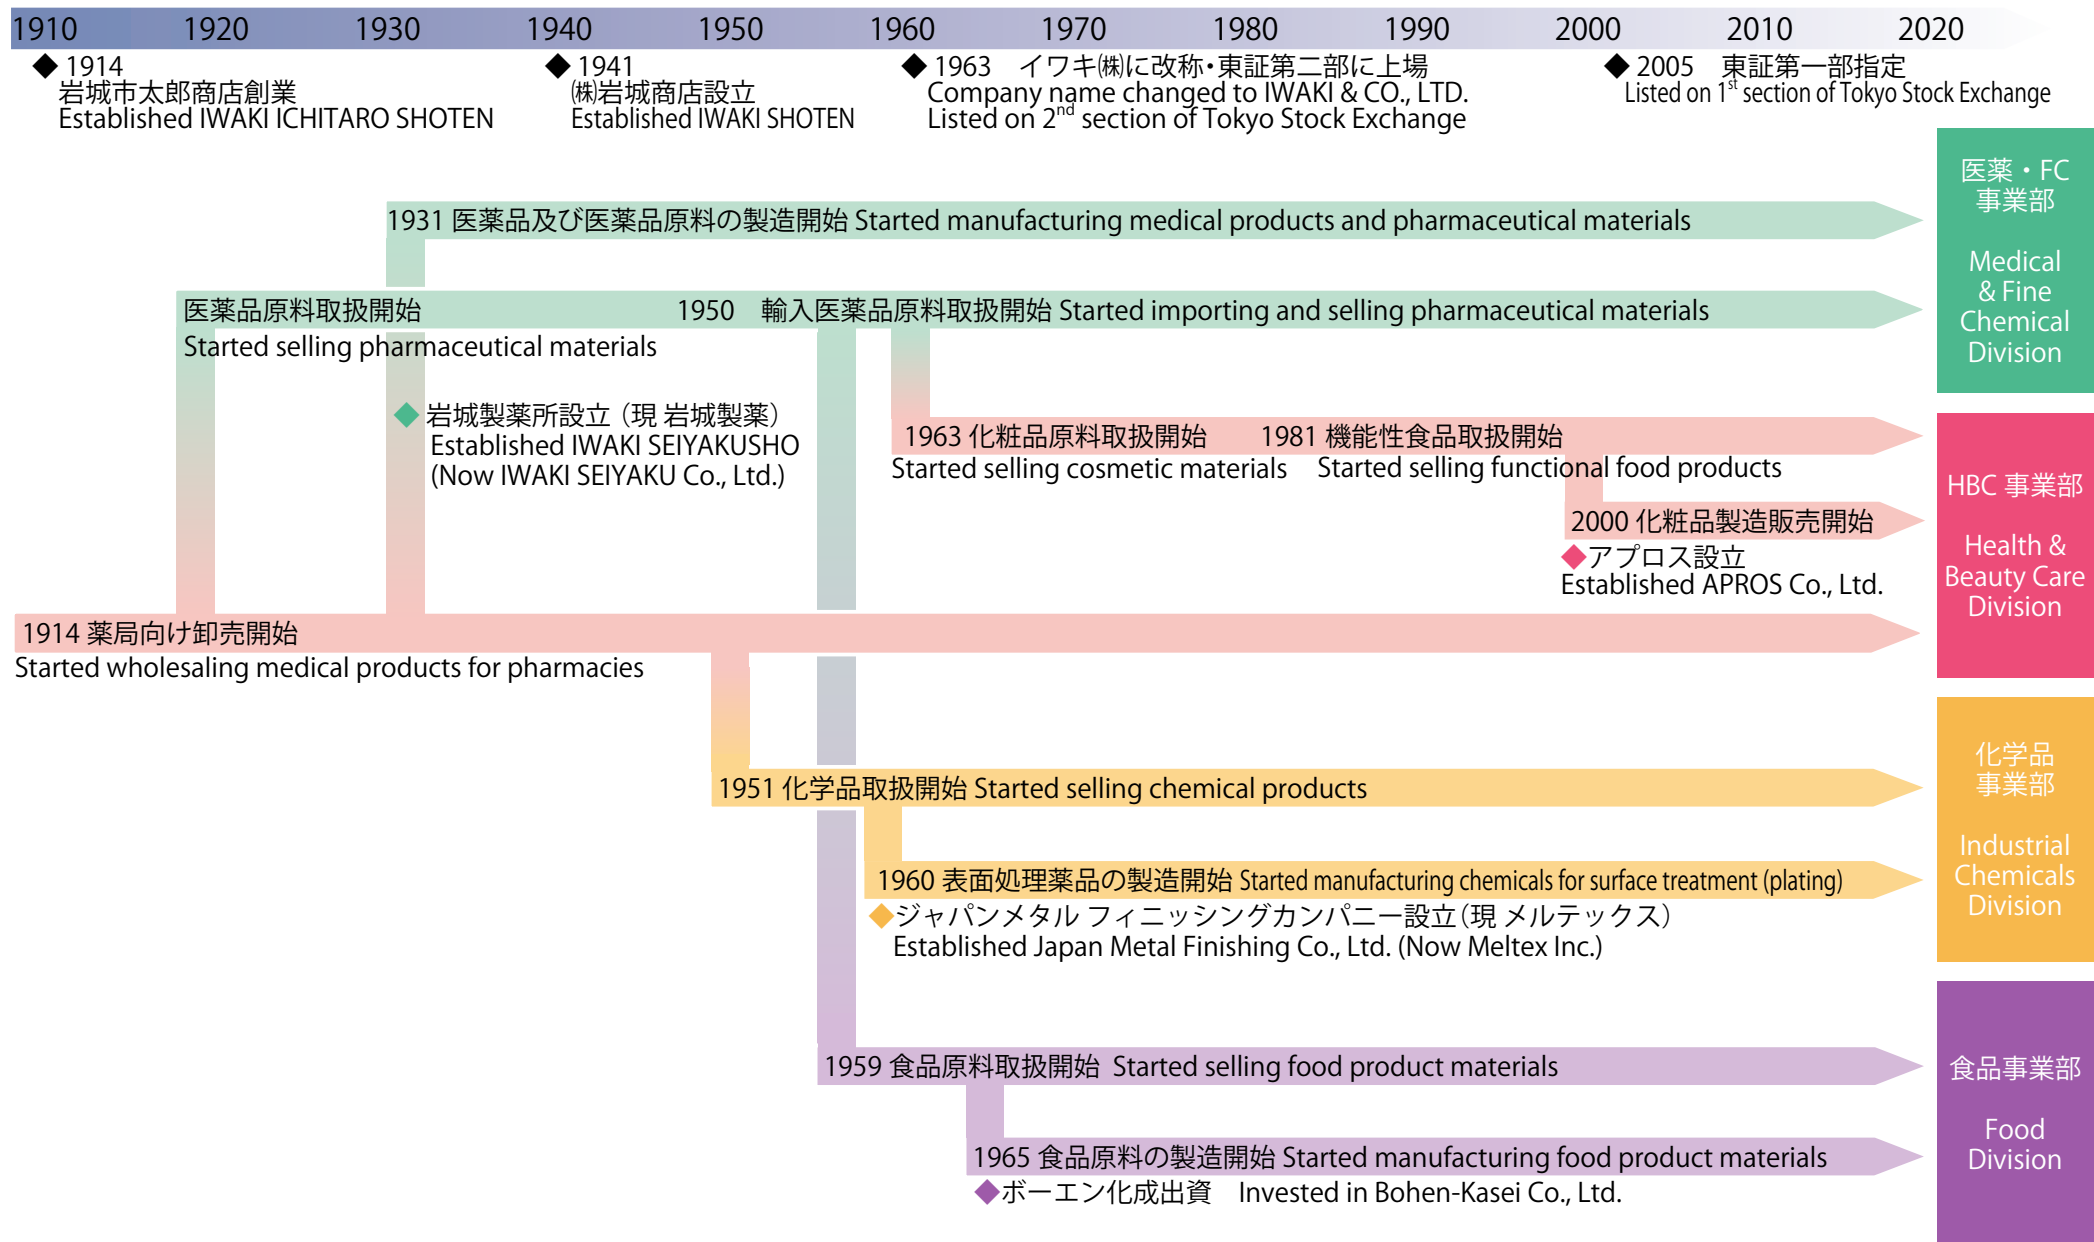 1910 1920 1930 1940 1950 1960 1970 1980 1990 2000 2010 2020
◆ 1914
岩城市太郎商店創業
Established IWAKI ICHITARO SHOTEN
◆ 1941
㈱岩城商店設立
Established IWAKI SHOTEN
◆ 1963　イワキ㈱に改称・東証第二部に上場
Company name changed to IWAKI & CO., LTD.
Listed on 2nd section of Tokyo Stock Exchange
◆ 2005　東証第一部指定
Listed on 1st section of Tokyo Stock Exchange
医薬・FC
事業部
Medical
& Fine
Chemical
Division
1931 医薬品及び医薬品原料の製造開始 Started manufacturing medical products and pharmaceutical materials
医薬品原料取扱開始
Started selling pharmaceutical materials
1950　輸入医薬品原料取扱開始 Started importing and selling pharmaceutical materials
◆ 岩城製薬所設立（現 岩城製薬）
Established IWAKI SEIYAKUSHO
(Now IWAKI SEIYAKU Co., Ltd.)
1963 化粧品原料取扱開始
Started selling cosmetic materials
1981 機能性食品取扱開始
Started selling functional food products
2000 化粧品製造販売開始
◆アプロス設立
Established APROS Co., Ltd.
HBC 事業部
Health &
Beauty Care
Division
1914 薬局向け卸売開始
Started wholesaling medical products for pharmacies
1951 化学品取扱開始 Started selling chemical products
1960 表面処理薬品の製造開始 Started manufacturing chemicals for surface treatment (plating)
◆ジャパンメタル フィニッシングカンパニー設立（現 メルテックス）
Established Japan Metal Finishing Co., Ltd. (Now Meltex Inc.)
化学品
事業部
Industrial
Chemicals
Division
1959 食品原料取扱開始 Started selling food product materials
1965 食品原料の製造開始 Started manufacturing food product materials
◆ボーエン化成出資　Invested in Bohen-Kasei Co., Ltd.
食品事業部
Food
Division